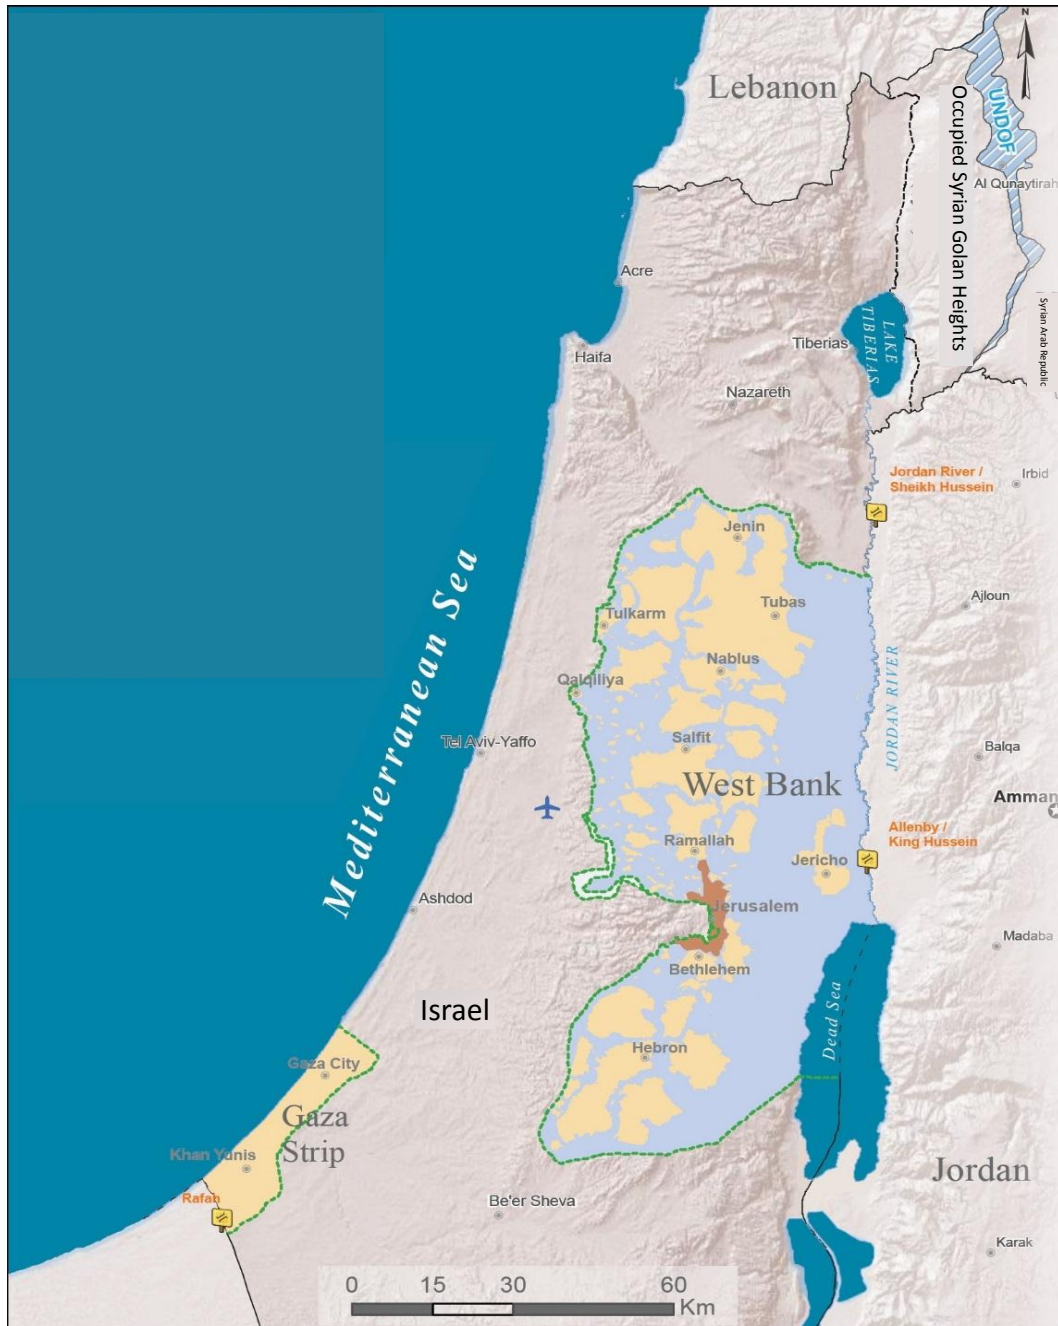 N
Lebanon
UNDOF
Occupied Syrian Golan Heights
Al Qunaytirah
Acre
Syrian Arab Republic
LAKE
TIBERIAS
Tiberias
Haifa
Nazareth
Jordan River /
Sheikh Hussein
Irbid
Jenin
Mediterranean Sea
Tulkarm
Tubas
Ajloun
Nablus
Qalqiliya
JORDAN RIVER
Tel Aviv-Yaffo
Salfit
Balqa
West Bank
Amman
Ramallah
Allenby /
King Hussein
Jericho
Ashdod
Jerusalem
Madaba
Bethlehem
Israel
Dead Sea
Hebron
Gaza City
Gaza
Strip
Khan Yunis
Rafah
Jordan
Be'er Sheva
Karak
0 15 30 60
Km